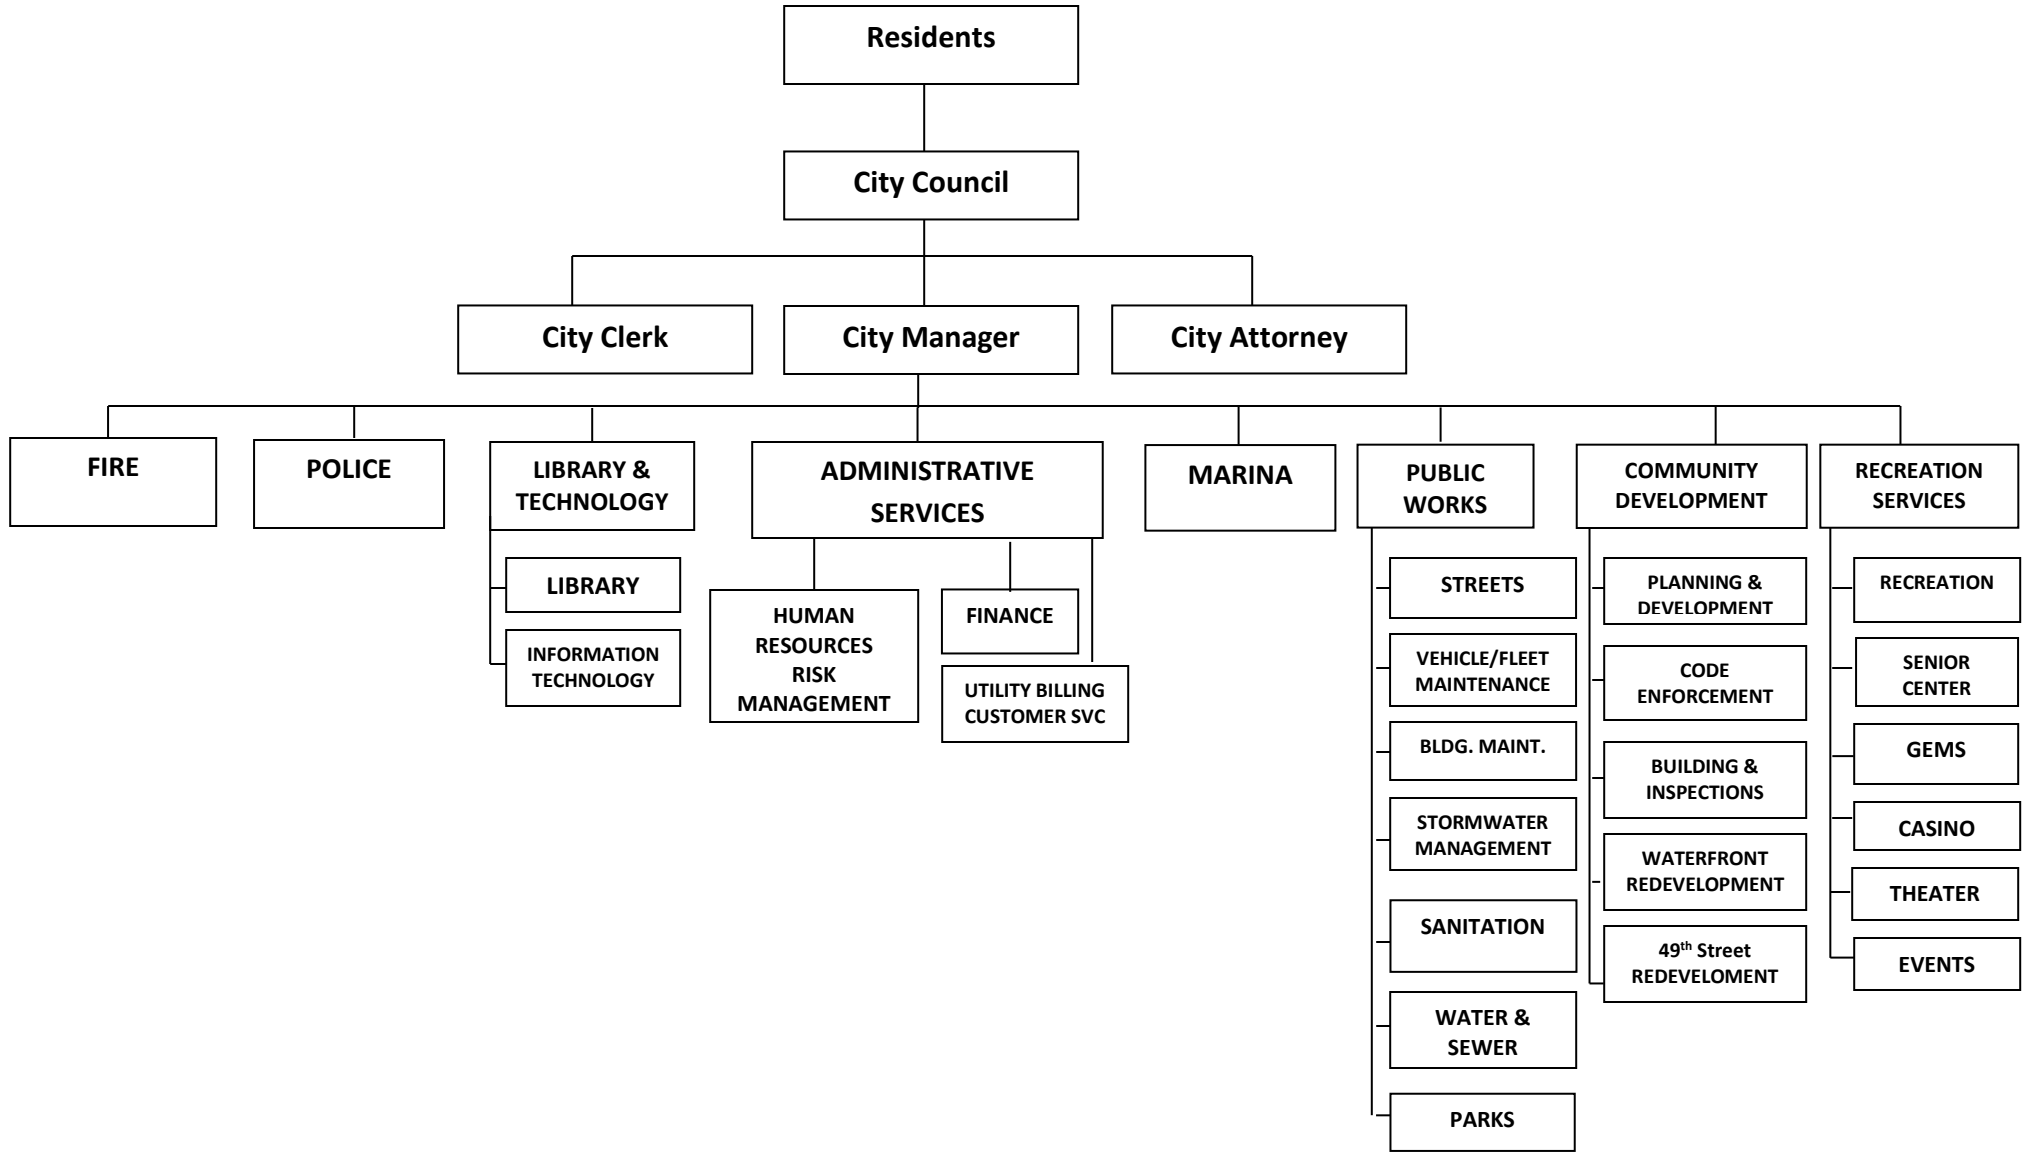 Residents
City Council
City Clerk
City Manager
City Attorney
FIRE
POLICE
LIBRARY &
TECHNOLOGY
LIBRARY
INFORMATION
TECHNOLOGY
ADMINISTRATIVE
SERVICES
HUMAN
RESOURCES
RISK
MANAGEMENT
FINANCE
UTILITY BILLING
CUSTOMER SVC
MARINA
PUBLIC
WORKS
STREETS
VEHICLE/FLEET
MAINTENANCE
BLDG. MAINT.
STORMWATER
MANAGEMENT
SANITATION
WATER &
SEWER
PARKS
COMMUNITY
DEVELOPMENT
PLANNING &
DEVELOPMENT
CODE
ENFORCEMENT
BUILDING &
INSPECTIONS
WATERFRONT
REDEVELOPMENT
49th Street
REDEVELOMENT
RECREATION
SERVICES
RECREATION
SENIOR
CENTER
GEMS
CASINO
THEATER
EVENTS